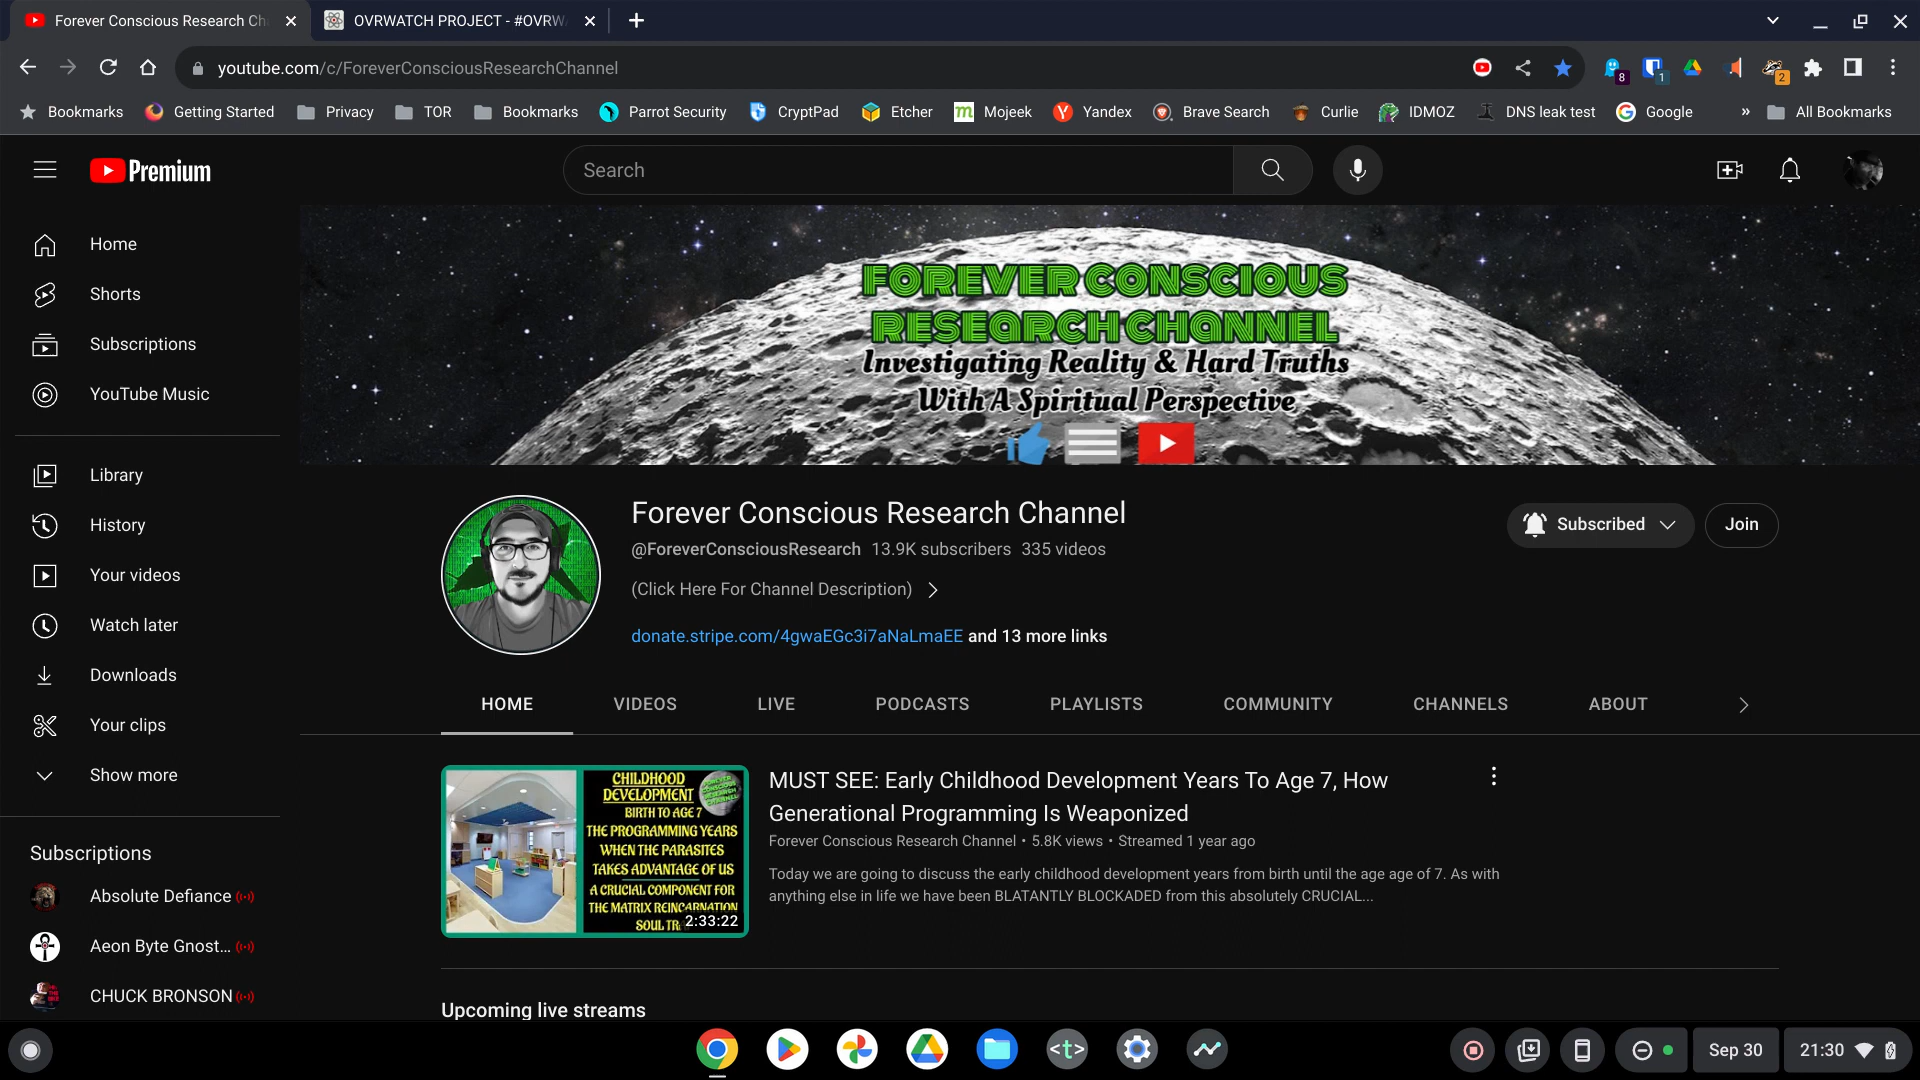 Forever Conscious Research Ch
OVRWATCH PROJECT - #OVRW
youtube.com/c/ForeverConsciousResearchChannel
8
1
2
Bookmarks
Getting Started
Privacy
TOR
Bookmarks
Parrot Security
CryptPad
Etcher
Mojeek
Yandex
Brave Search
Curlie
IDMOZ
DNS leak test
Google
»
All Bookmarks
Premium
Search
Home
Shorts
Subscriptions
YouTube Music
Library
History
Your videos
Watch later
Downloads
Your clips
Show more
Subscriptions
Absolute Defiance
Aeon Byte Gnost...
CHUCK BRONSON
FOREVER CONSCIOUS
RESEARCH CHANNEL
Investigating Reality & Hard Truths
With A Spiritual Perspective
Forever Conscious Research Channel
@ForeverConsciousResearch 13.9K subscribers 335 videos
(Click Here For Channel Description)
donate.stripe.com/4gwaEGc3i7aNaLmaEE and 13 more links
Subscribed
Join
HOME
VIDEOS
LIVE
PODCASTS
PLAYLISTS
COMMUNITY
CHANNELS
ABOUT
CHILDHOOD
DEVELOPMENT
BIRTH TO AGE 7
THE PROGRAMMING YEARS
WHEN THE PARASITES
TAKES ADVANTAGE OF US
A CRUCIAL COMPONENT FOR
THE MATRIX REINCARNATION
SOUL TR
FOREVER
CONSCIOUS
RESEARCH
CHANNEL
2:33:22
MUST SEE: Early Childhood Development Years To Age 7, How
Generational Programming Is Weaponized
Forever Conscious Research Channel • 5.8K views • Streamed 1 year ago
Today we are going to discuss the early childhood development years from birth until the age age of 7. As with
anything else in life we have been BLATANTLY BLOCKADED from this absolutely CRUCIAL...
Upcoming live streams
<t>
Sep 30
21:30